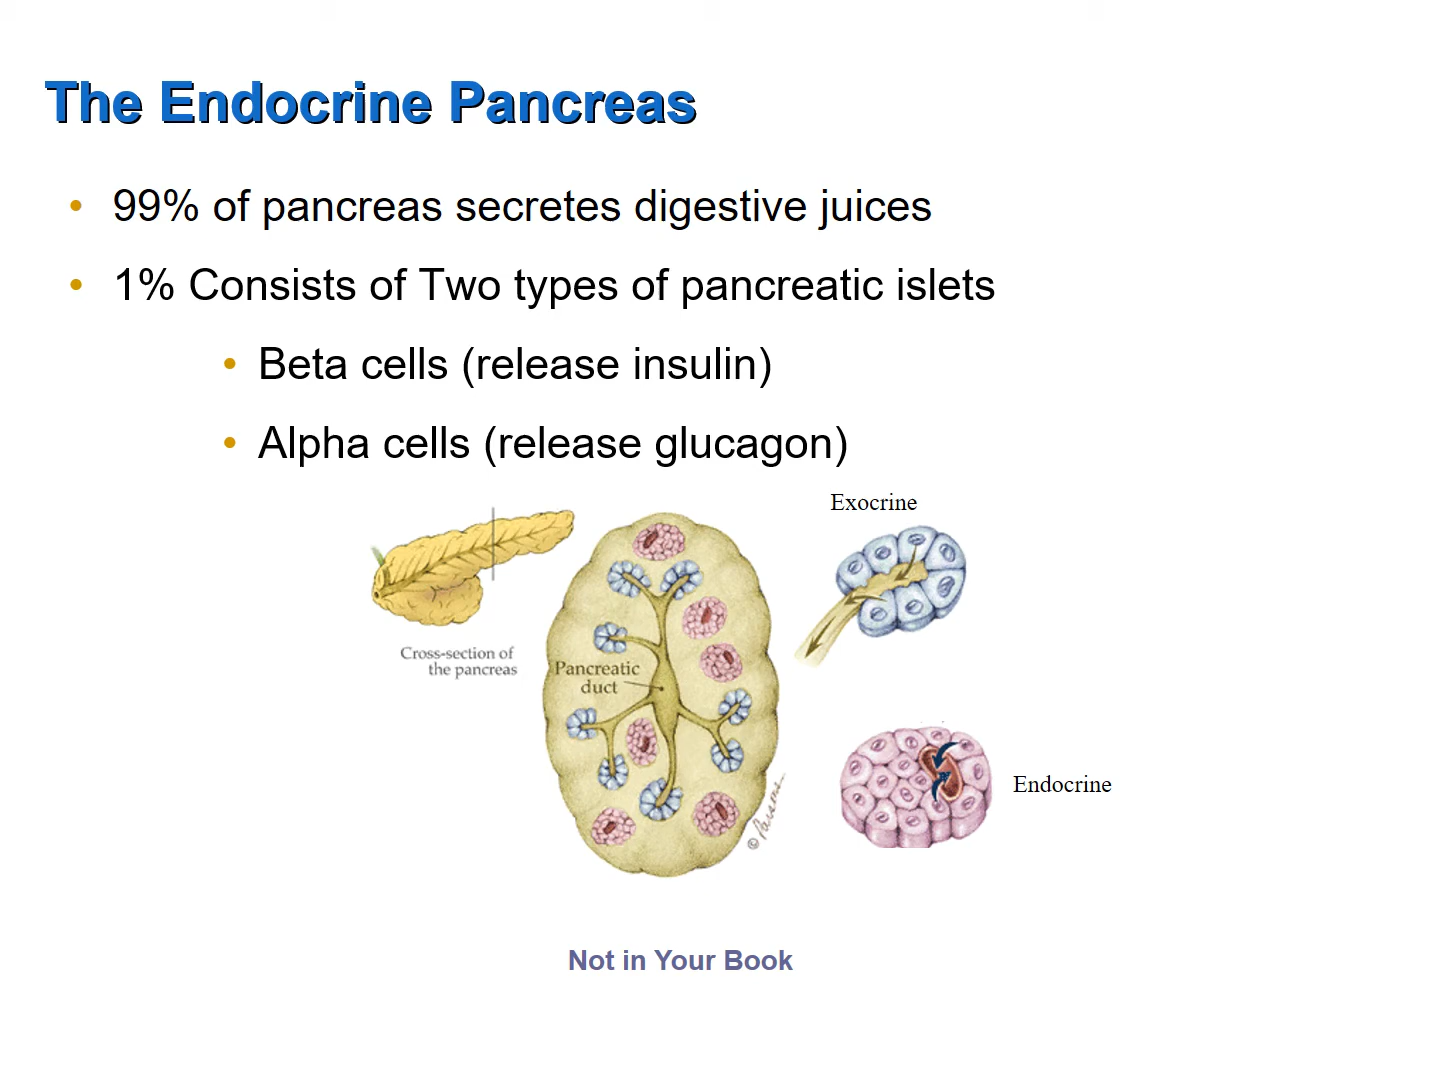 The Endocrine Pancreas
• 99% of pancreas secretes digestive juices
• 1% Consists of Two types of pancreatic islets
• Beta cells (release insulin)
• Alpha cells (release glucagon)
Exocrine
Cross-section of
the pancreas
Pancreatic
duct
Endocrine
© Parsons
Not in Your Book